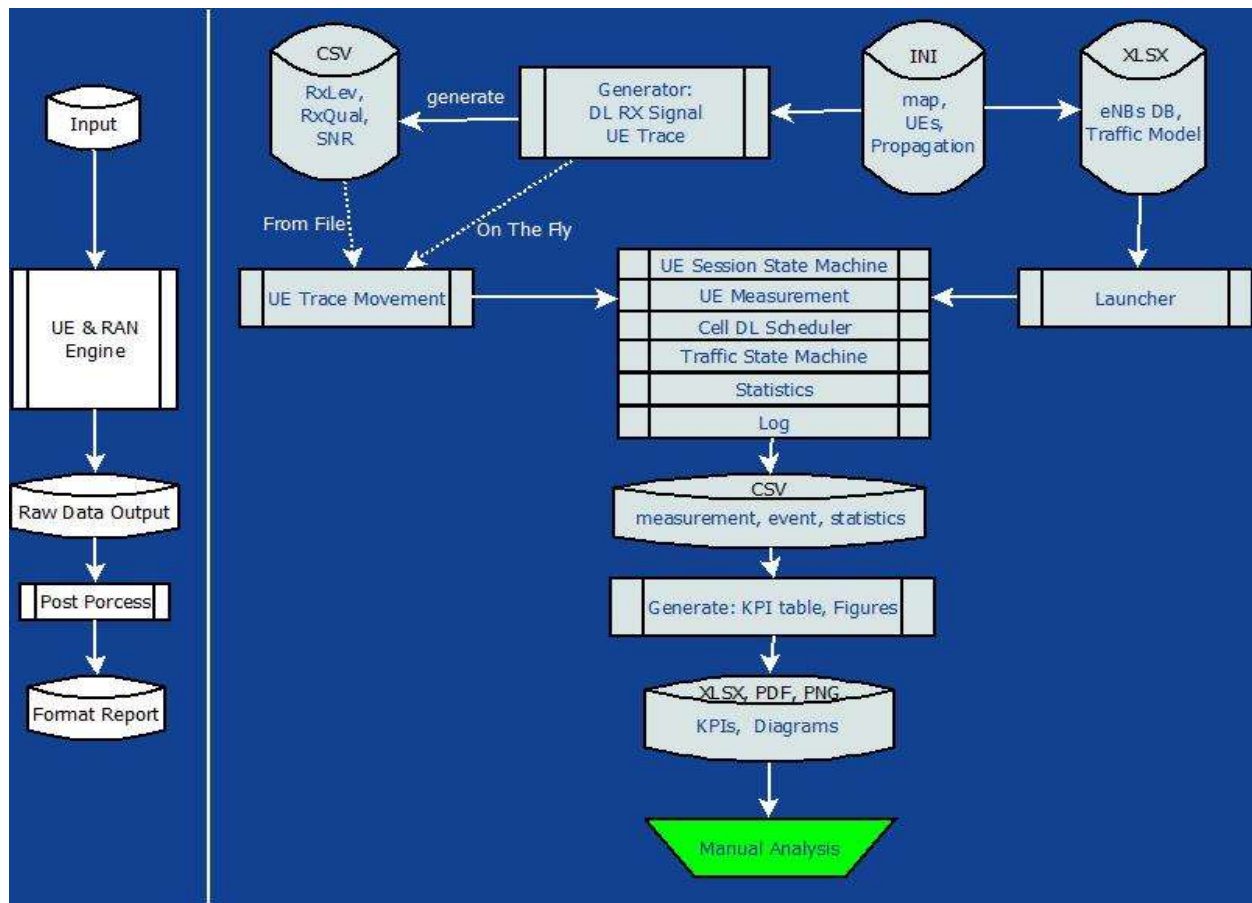 Input
UE & RAN
Engine
Raw Data Output
Post Porcess
Format Report
CSV
RxLev,
RxQual,
SNR
generate
Generator:
DL RX Signal
UE Trace
INI
map,
UEs,
Propagation
XLSX
eNBs DB,
Traffic Model
From File
On The Fly
UE Trace Movement
UE Session State Machine
UE Measurement
Cell DL Scheduler
Traffic State Machine
Statistics
Log
Launcher
CSV
measurement, event, statistics
Generate: KPI table, Figures
XLSX, PDF, PNG
KPIs, Diagrams
Manual Analysis